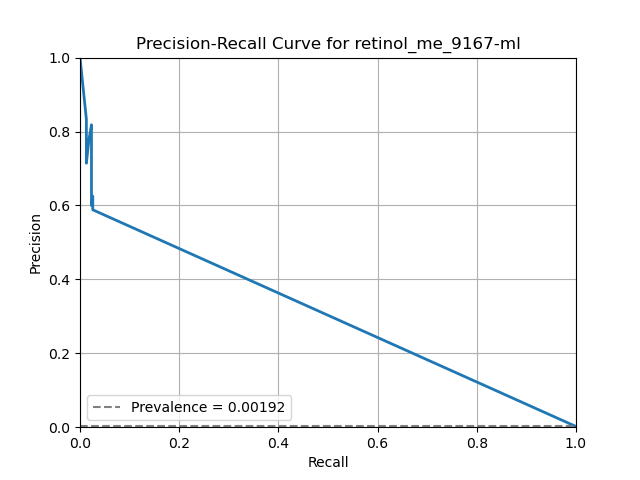 Precision-Recall Curve for retinol_me_9167-ml
1.0
0.8
0.6
0.4
0.2
0.0
Precision
Prevalence = 0.00192
0.0 0.2 0.4 0.6 0.8 1.0
Recall